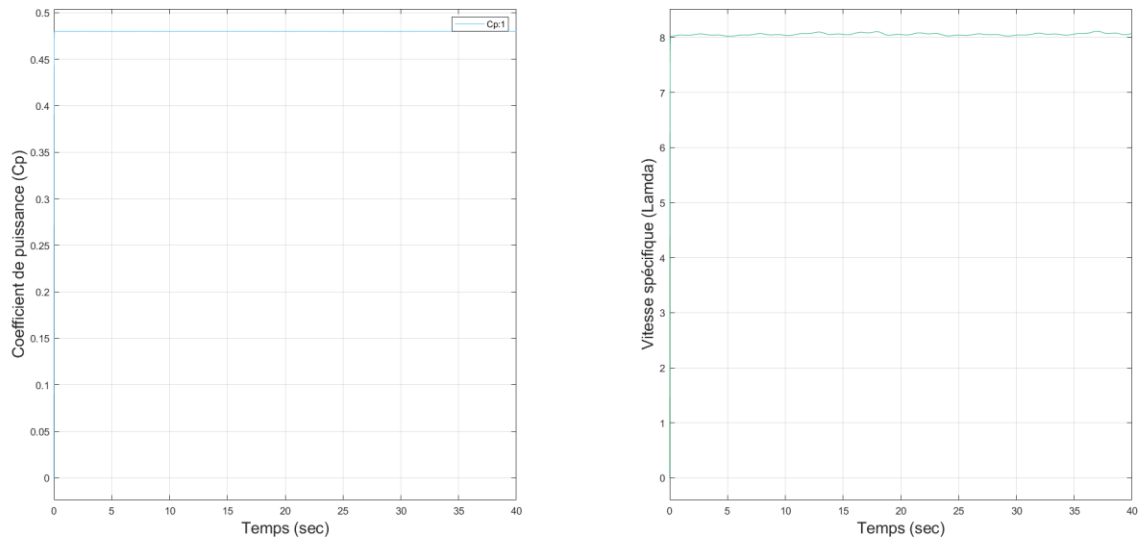 0.5
0.45
0.4
0.35
0.3
0.25
0.2
0.15
0.1
0.05
0
Coefficient de puissance (Cp)
Cp:1
0 5 10 15 20 25 30 35 40
Temps (sec)
8
7
6
5
4
3
2
1
0
Vitesse spécifique (Lamda)
0 5 10 15 20 25 30 35 40
Temps (sec)